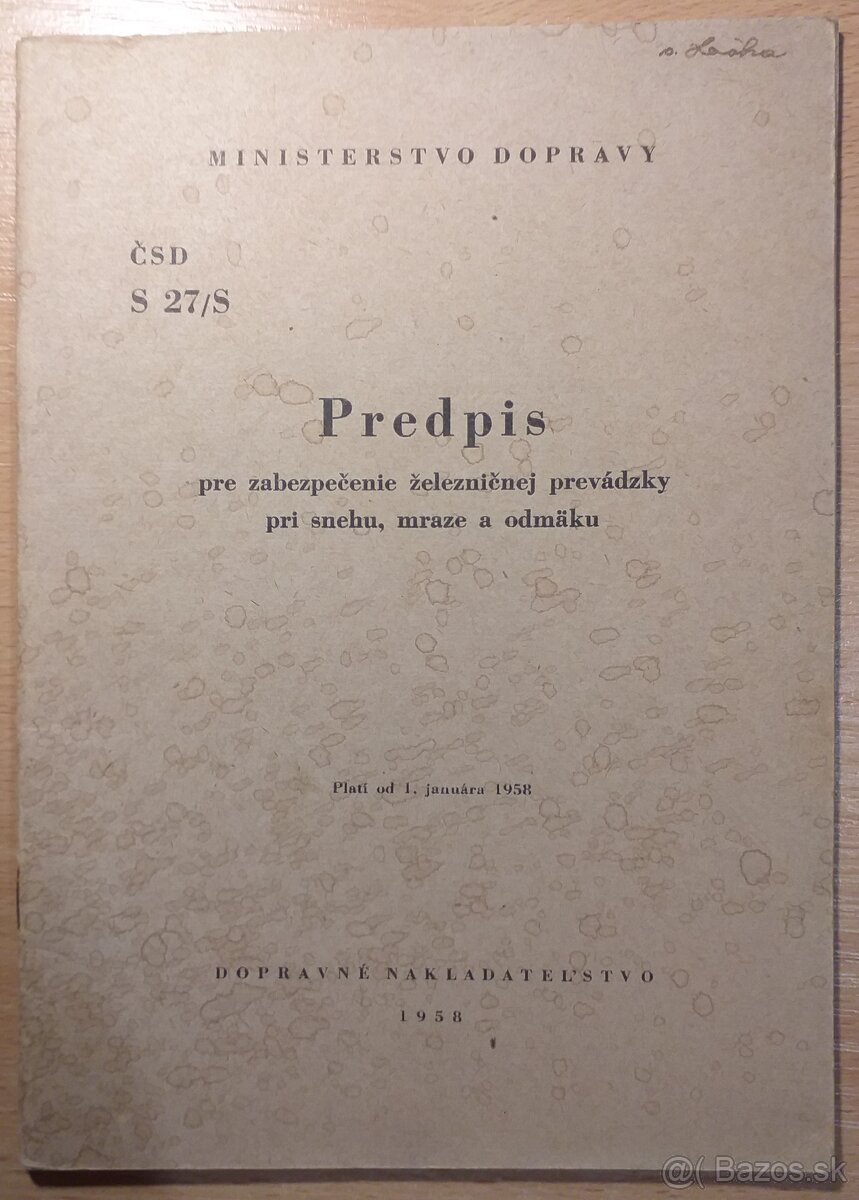 MINISTERSTVO DOPRAVY
ČSD
S 27/S
Predpis
pre zabezpečenie železničnej prevádzky
pri snehu, mraze a odmäku
Platí od 1. januára 1958
DOPRAVNÉ NAKLADATEĽSTVO
1958
@( Bazos.sk